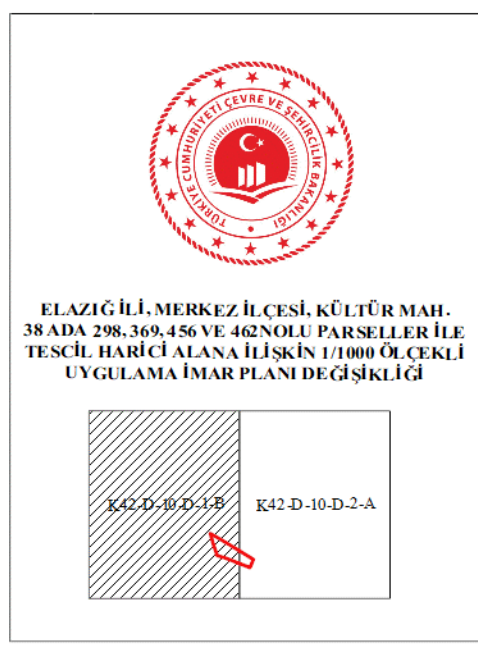 TÜRKİYE CUMHURİYETİ ÇEVRE VE ŞEHİRCİLİK BAKANLIĞI
ELAZIĞ İLİ, MERKEZ İLÇESİ, KÜLTÜR MAH.
38 ADA 298, 369, 456 VE 462NOLU PARSELLER İLE
TESCİL HARİCİ ALANA İLİŞKİN 1/1000 ÖLÇEKLİ
UYGULAMA İMAR PLANI DEĞİŞİKLİĞİ
K42-D-10-D-1-B K42-D-10-D-2-A